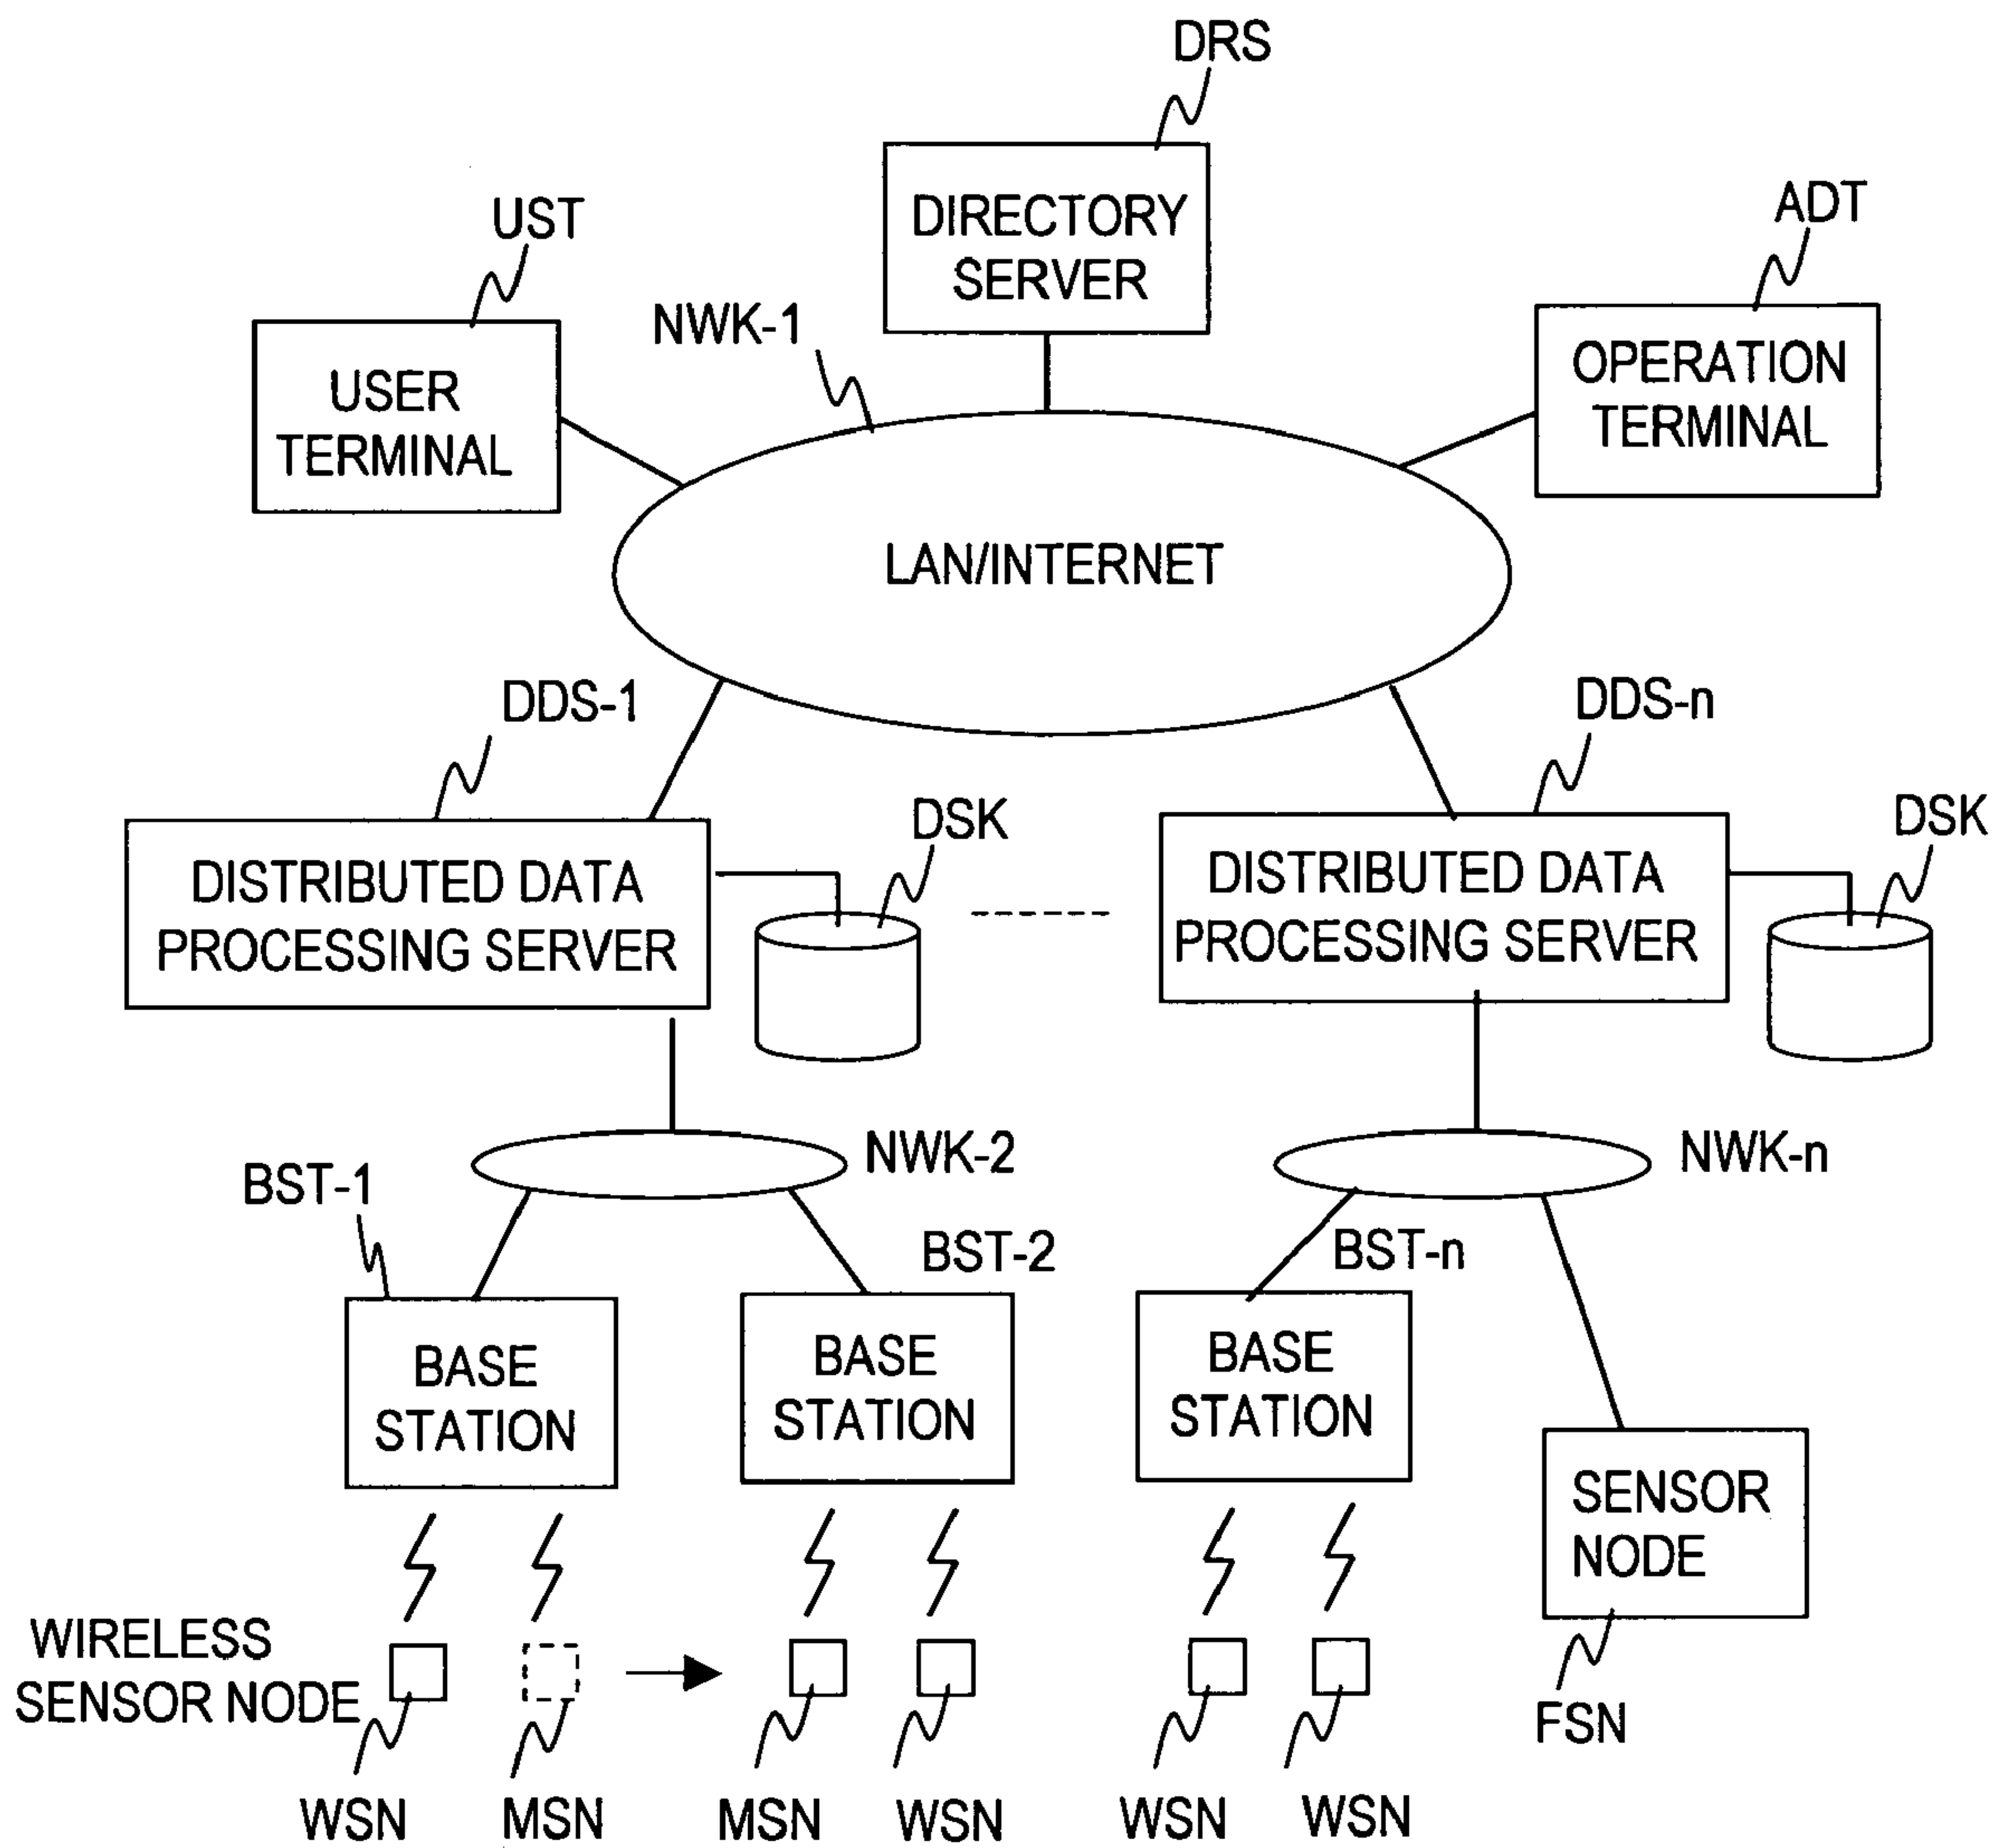 DRS
DIRECTORY
SERVER
UST
ADT
NWK-1
USER
TERMINAL
OPERATION
TERMINAL
LAN/INTERNET
DDS-1
DDS-n
DSK
DSK
DISTRIBUTED DATA
PROCESSING SERVER
DISTRIBUTED DATA
PROCESSING SERVER
NWK-2
NWK-n
BST-1
BST-2
BST-n
BASE
STATION
BASE
STATION
BASE
STATION
SENSOR
NODE
WIRELESS
SENSOR NODE
FSN
WSN
MSN
MSN
WSN
WSN
WSN